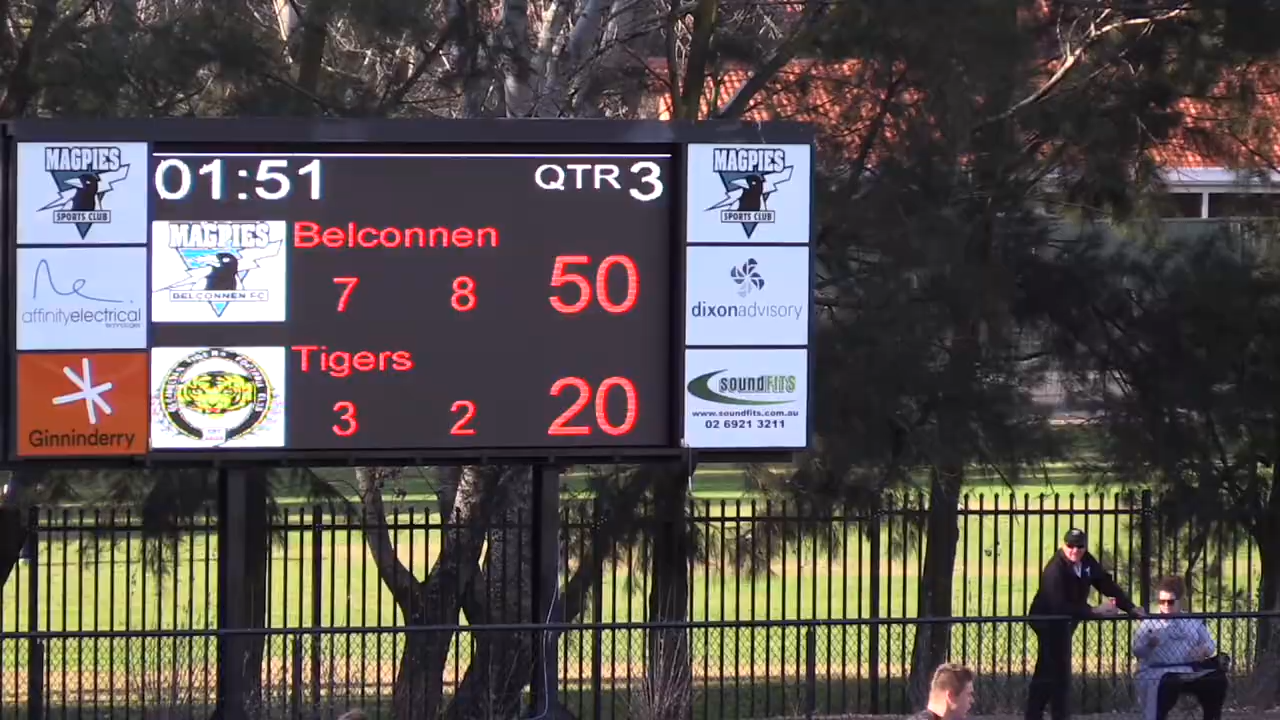 MAGPIES
SPORTS CLUB
affinityelectrical
technologies
Ginninderry
01:51 QTR 3
MAGPIES
BELCONNEN FC
Belconnen
7 8 50
Tigers
3 2 20
MAGPIES
SPORTS CLUB
dixonadvisory
soundFITS
www.soundfits.com.au
02 6921 3211